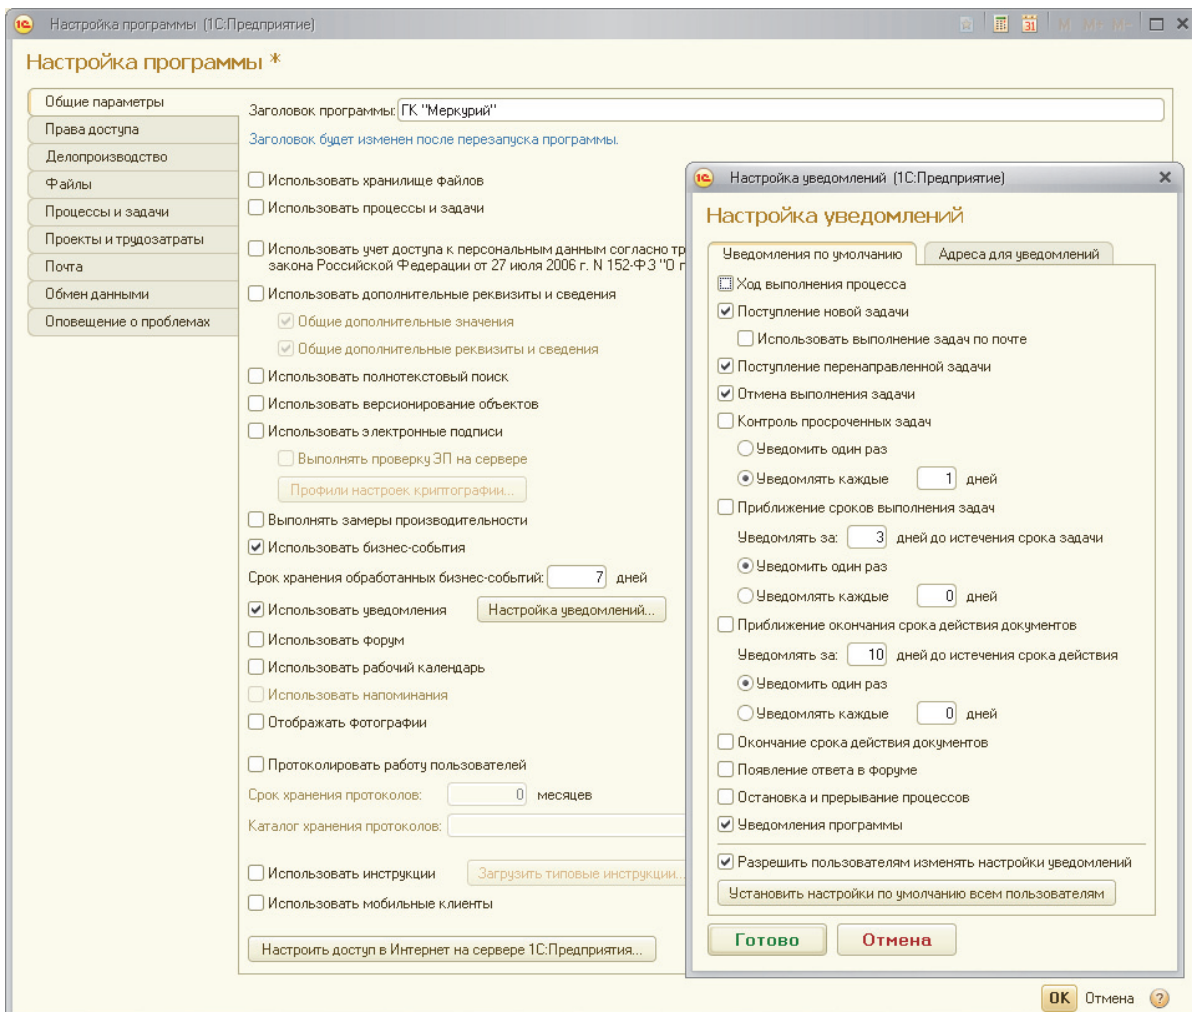 Настройка программы (1С:Предприятие)
31 M M+ M-
Настройка программы *
Общие параметры
Права доступа
Делопроизводство
Файлы
Процессы и задачи
Проекты и трудозатраты
Почта
Обмен данными
Оповещение о проблемах
Заголовок программы: ГК "Меркурий"
Заголовок будет изменен после перезапуска программы.
Использовать хранилище файлов
Использовать процессы и задачи
Использовать учет доступа к персональным данным согласно тр
закона Российской Федерации от 27 июля 2006 г. N 152-ФЗ "О п
Использовать дополнительные реквизиты и сведения
Общие дополнительные значения
Общие дополнительные реквизиты и сведения
Использовать полнотекстовый поиск
Использовать версионирование объектов
Использовать электронные подписи
Выполнять проверку ЭП на сервере
Профили настроек криптографии...
Выполнять замеры производительности
Использовать бизнес-события
Срок хранения обработанных бизнес-событий: 7 дней
Использовать уведомления Настройка уведомлений...
Использовать форум
Использовать рабочий календарь
Использовать напоминания
Отображать фотографии
Протоколировать работу пользователей
Срок хранения протоколов: 0 месяцев
Каталог хранения протоколов:
Использовать инструкции Загрузить типовые инструкции...
Использовать мобильные клиенты
Настроить доступ в Интернет на сервере 1С:Предприятия...
Настройка уведомлений (1С:Предприятие)
Настройка уведомлений
Уведомления по умолчанию Адреса для уведомлений
Ход выполнения процесса
Поступление новой задачи
Использовать выполнение задач по почте
Поступление перенаправленной задачи
Отмена выполнения задачи
Контроль просроченных задач
Уведомить один раз
Уведомлять каждые 1 дней
Приближение сроков выполнения задач
Уведомлять за: 3 дней до истечения срока задачи
Уведомить один раз
Уведомлять каждые 0 дней
Приближение окончания срока действия документов
Уведомлять за: 10 дней до истечения срока действия
Уведомить один раз
Уведомлять каждые 0 дней
Окончание срока действия документов
Появление ответа в форуме
Остановка и прерывание процессов
Уведомления программы
Разрешить пользователям изменять настройки уведомлений
Установить настройки по умолчанию всем пользователям
Готово Отмена
OK Отмена ?